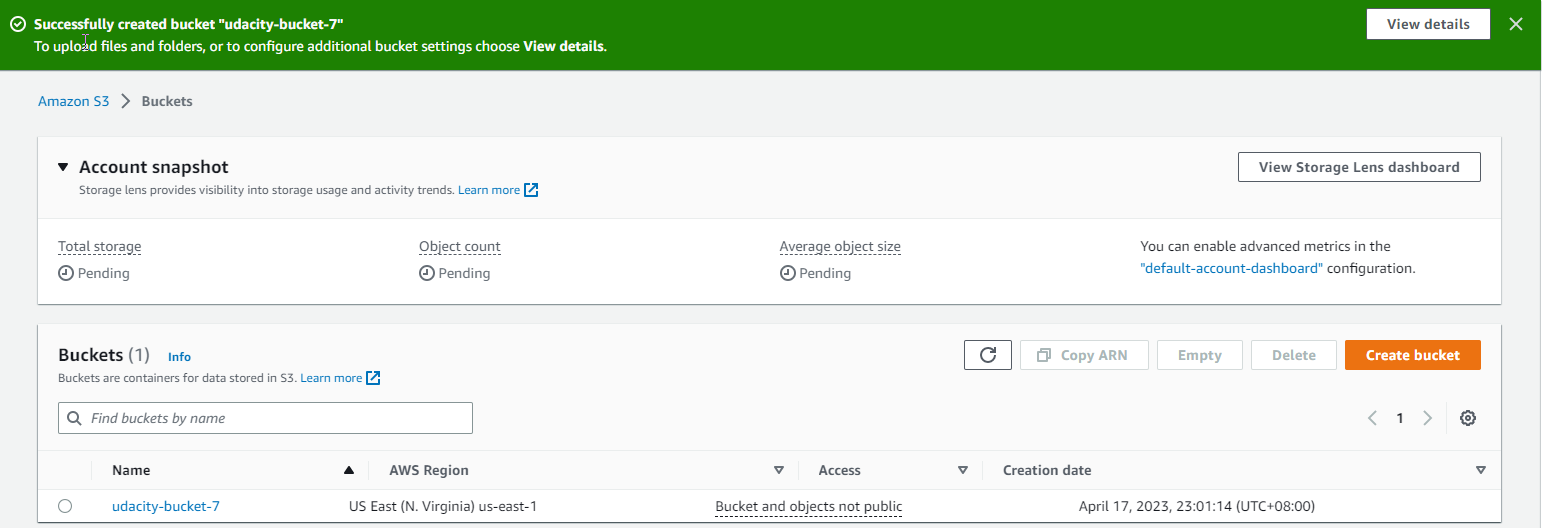 Successfully created bucket "udacity-bucket-7"
To upload files and folders, or to configure additional bucket settings choose View details.
View details
Amazon S3 > Buckets
Account snapshot
Storage lens provides visibility into storage usage and activity trends. Learn more
View Storage Lens dashboard
Total storage
Pending
Object count
Pending
Average object size
Pending
You can enable advanced metrics in the
"default-account-dashboard" configuration.
Buckets (1) Info
Buckets are containers for data stored in S3. Learn more
Copy ARN
Empty
Delete
Create bucket
Find buckets by name
1
Name AWS Region Access Creation date
udacity-bucket-7 US East (N. Virginia) us-east-1 Bucket and objects not public April 17, 2023, 23:01:14 (UTC+08:00)